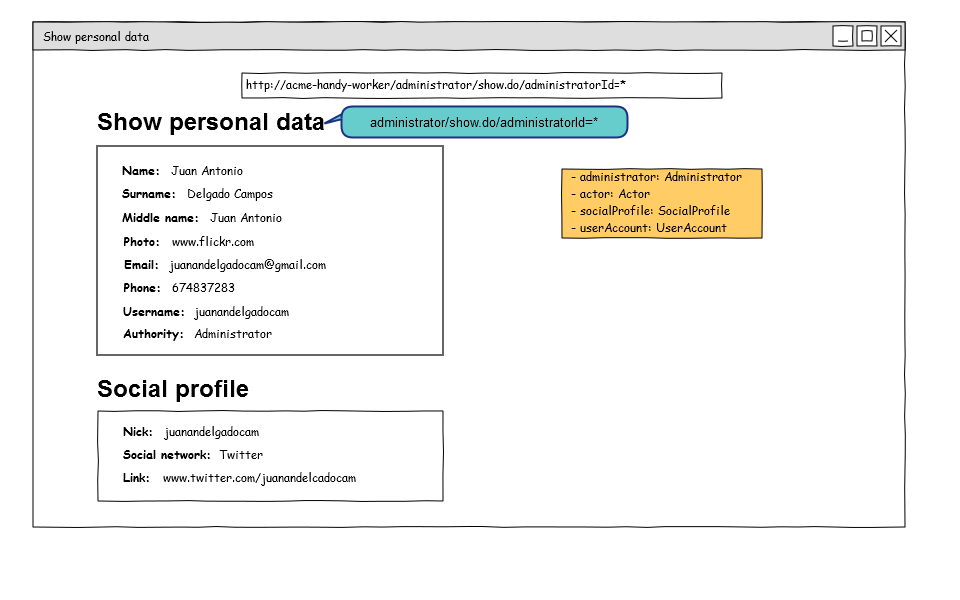 Show personal data
http://acme-handy-worker/administrator/show.do/administratorId=*
Show personal data
administrator/show.do/administratorId=*
Name: Juan Antonio
Surname: Delgado Campos
Middle name: Juan Antonio
Photo: www.flickr.com
Email: juanandelgadocam@gmail.com
Phone: 674837283
Username: juanandelgadocam
Authority: Administrator
- administrator: Administrator
- actor: Actor
- socialProfile: SocialProfile
- userAccount: UserAccount
Social profile
Nick: juanandelgadocam
Social network: Twitter
Link: www.twitter.com/juanandelcadocam